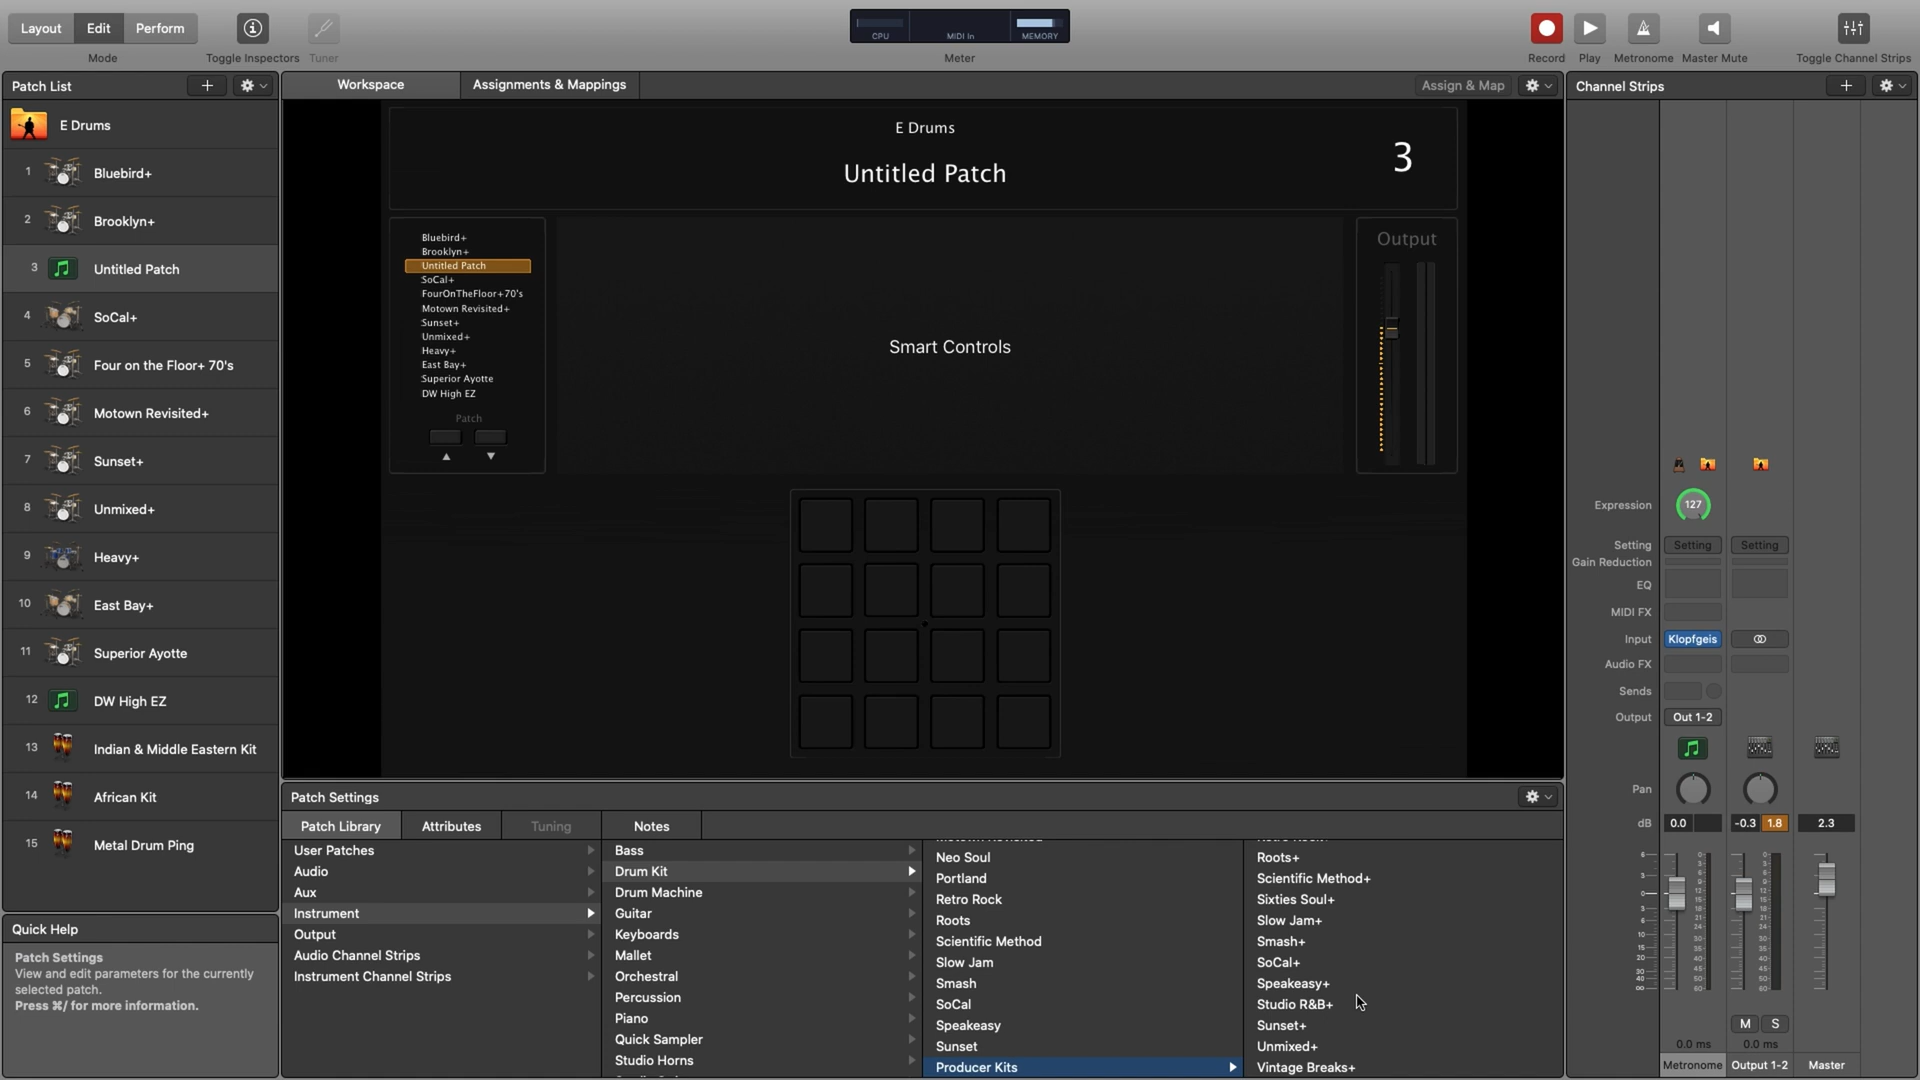 Layout
Edit
Perform
Mode
Toggle Inspectors
Tuner
CPU
MIDI In
MEMORY
Meter
Record
Play
Metronome
Master Mute
Toggle Channel Strips
Patch List
E Drums
1 Bluebird+
2 Brooklyn+
3 Untitled Patch
4 SoCal+
5 Four on the Floor+ 70's
6 Motown Revisited+
7 Sunset+
8 Unmixed+
9 Heavy+
10 East Bay+
11 Superior Ayotte
12 DW High EZ
13 Indian & Middle Eastern Kit
14 African Kit
15 Metal Drum Ping
Quick Help
Patch Settings
View and edit parameters for the currently
selected patch.
Press ⌘/ for more information.
Workspace
Assignments & Mappings
Assign & Map
E Drums
Untitled Patch
3
Bluebird+
Brooklyn+
Untitled Patch
SoCal+
FourOnTheFloor+70's
Motown Revisited+
Sunset+
Unmixed+
Heavy+
East Bay+
Superior Ayotte
DW High EZ
Patch
Smart Controls
Output
Patch Settings
Patch Library
Attributes
Tuning
Notes
User Patches
Audio
Aux
Instrument
Output
Audio Channel Strips
Instrument Channel Strips
Bass
Drum Kit
Drum Machine
Guitar
Keyboards
Mallet
Orchestral
Percussion
Piano
Quick Sampler
Studio Horns
Neo Soul
Portland
Retro Rock
Roots
Scientific Method
Slow Jam
Smash
SoCal
Speakeasy
Sunset
Producer Kits
Roots+
Scientific Method+
Sixties Soul+
Slow Jam+
Smash+
SoCal+
Speakeasy+
Studio R&B+
Sunset+
Unmixed+
Vintage Breaks+
Channel Strips
Expression 127
Setting Setting Setting
Gain Reduction
EQ
MIDI FX
Input Klopfgeis
Audio FX
Sends
Output Out 1-2
Pan
dB 0.0 -0.3 1.8 2.3
M S
0.0 ms 0.0 ms
Metronome Output 1-2 Master